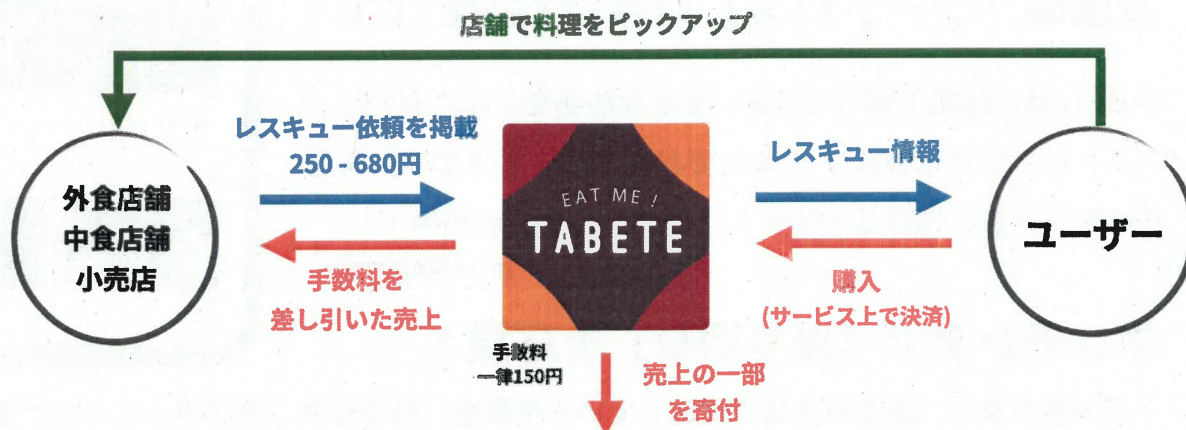 店舗で料理をピックアップ
レスキュー依頼を掲載
250 - 680円
レスキュー情報
外食店舗
中食店舗
小売店
EAT ME !
TABETE
ユーザー
手数料を
差し引いた売上
購入
(サービス上で決済)
手数料
一律150円
売上の一部
を寄付